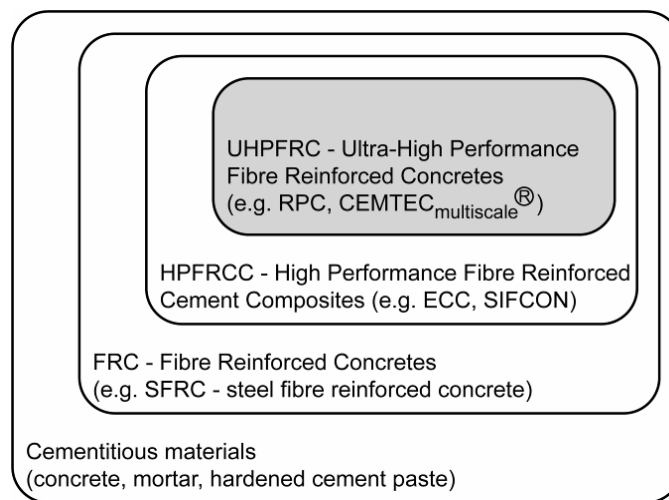 UHPFRC - Ultra-High Performance
Fibre Reinforced Concretes
(e.g. RPC, CEMTECmultiscale®)
HPFRCC - High Performance Fibre Reinforced
Cement Composites (e.g. ECC, SIFCON)
FRC - Fibre Reinforced Concretes
(e.g. SFRC - steel fibre reinforced concrete)
Cementitious materials
(concrete, mortar, hardened cement paste)